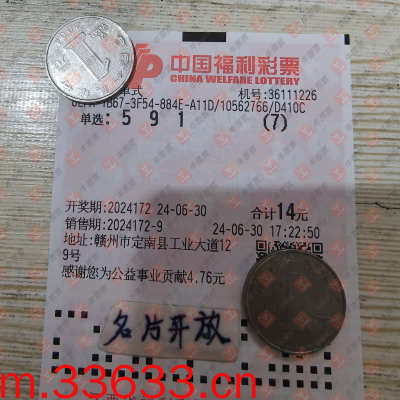 中国福利彩票
CHINA WELFARE LOTTERY
单式
机号:36111226
1B67-3F54-884E-A11D/10562766/D410C
单选: 5 9 1 (7)
开奖期:2024172 24-06-30 合计14元
销售期:2024172-9 24-06-30 17:22:50
地址:赣州市定南县工业大道12
9号
感谢您为公益事业贡献4.76元
名片开放
m.33633.cn